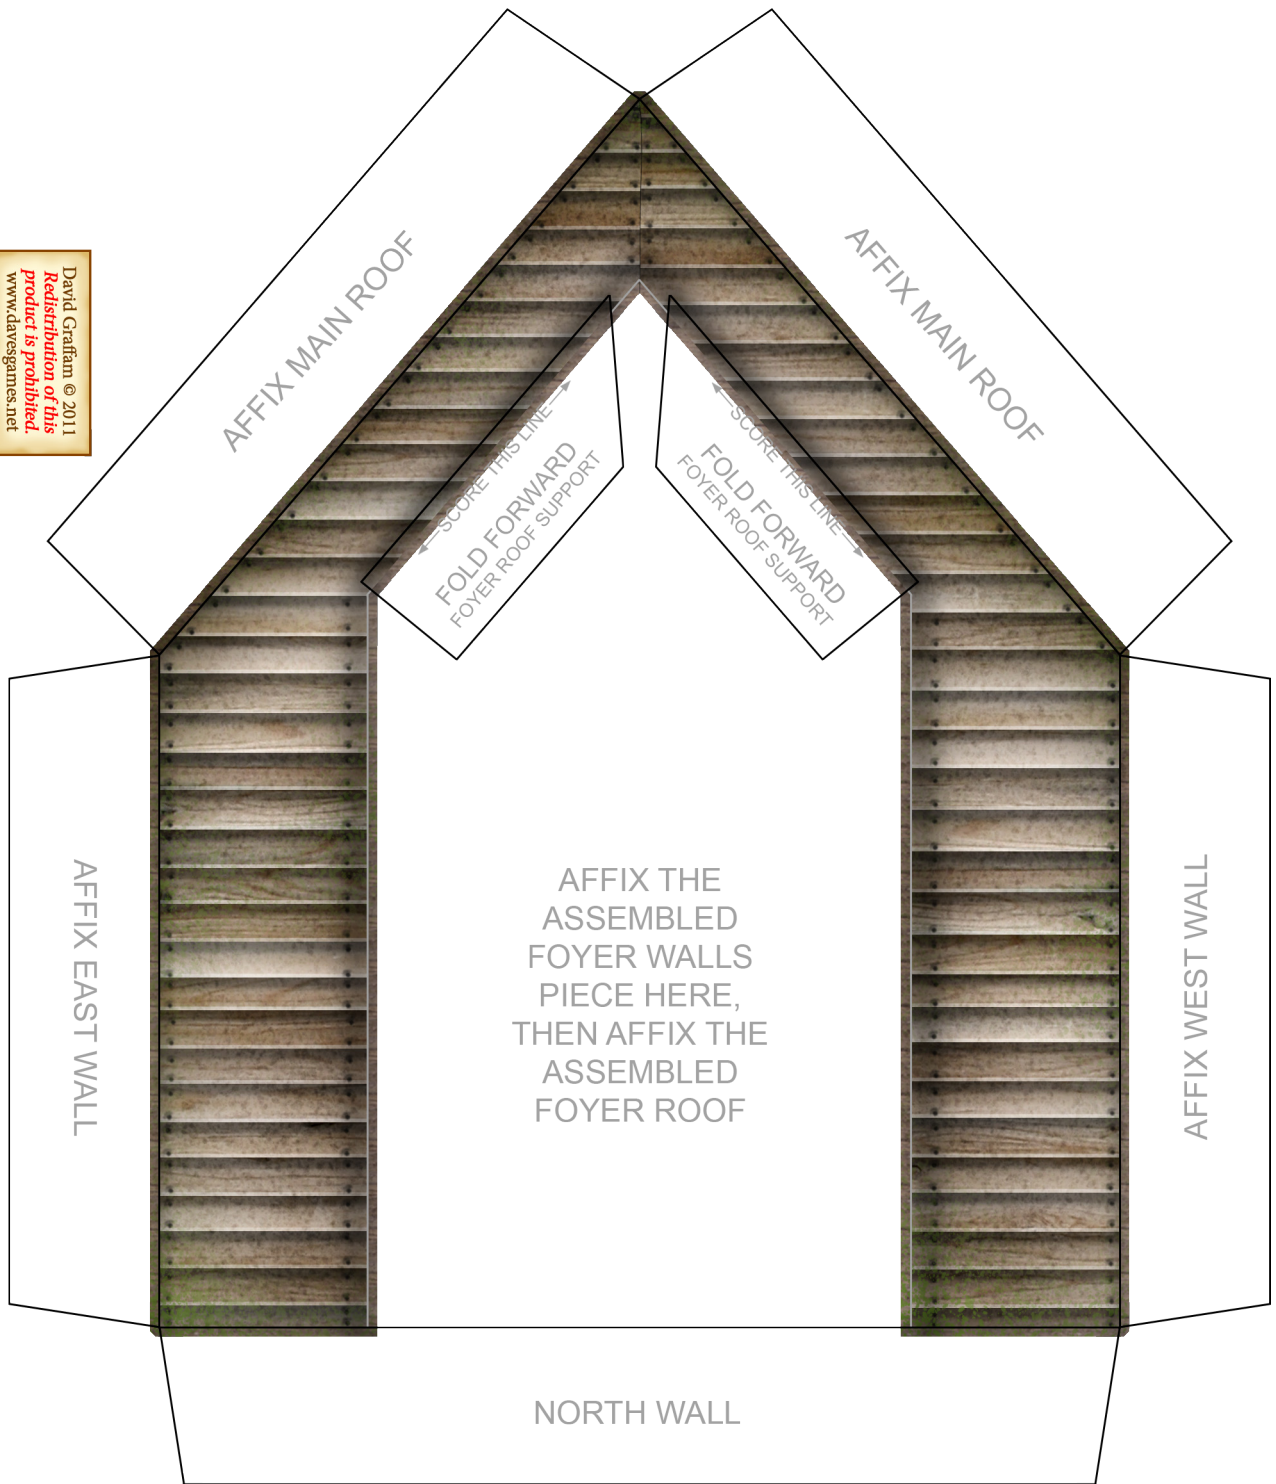 AFFIX MAIN ROOF
AFFIX MAIN ROOF
David Graffam © 2011
Redistribution of this
product is prohibited.
www.davesgames.net
SCORE THIS LINE
FOLD FORWARD
FOYER ROOF SUPPORT
SCORE THIS LINE
FOLD FORWARD
FOYER ROOF SUPPORT
AFFIX EAST WALL
AFFIX THE
ASSEMBLED
FOYER WALLS
PIECE HERE,
THEN AFFIX THE
ASSEMBLED
FOYER ROOF
AFFIX WEST WALL
NORTH WALL